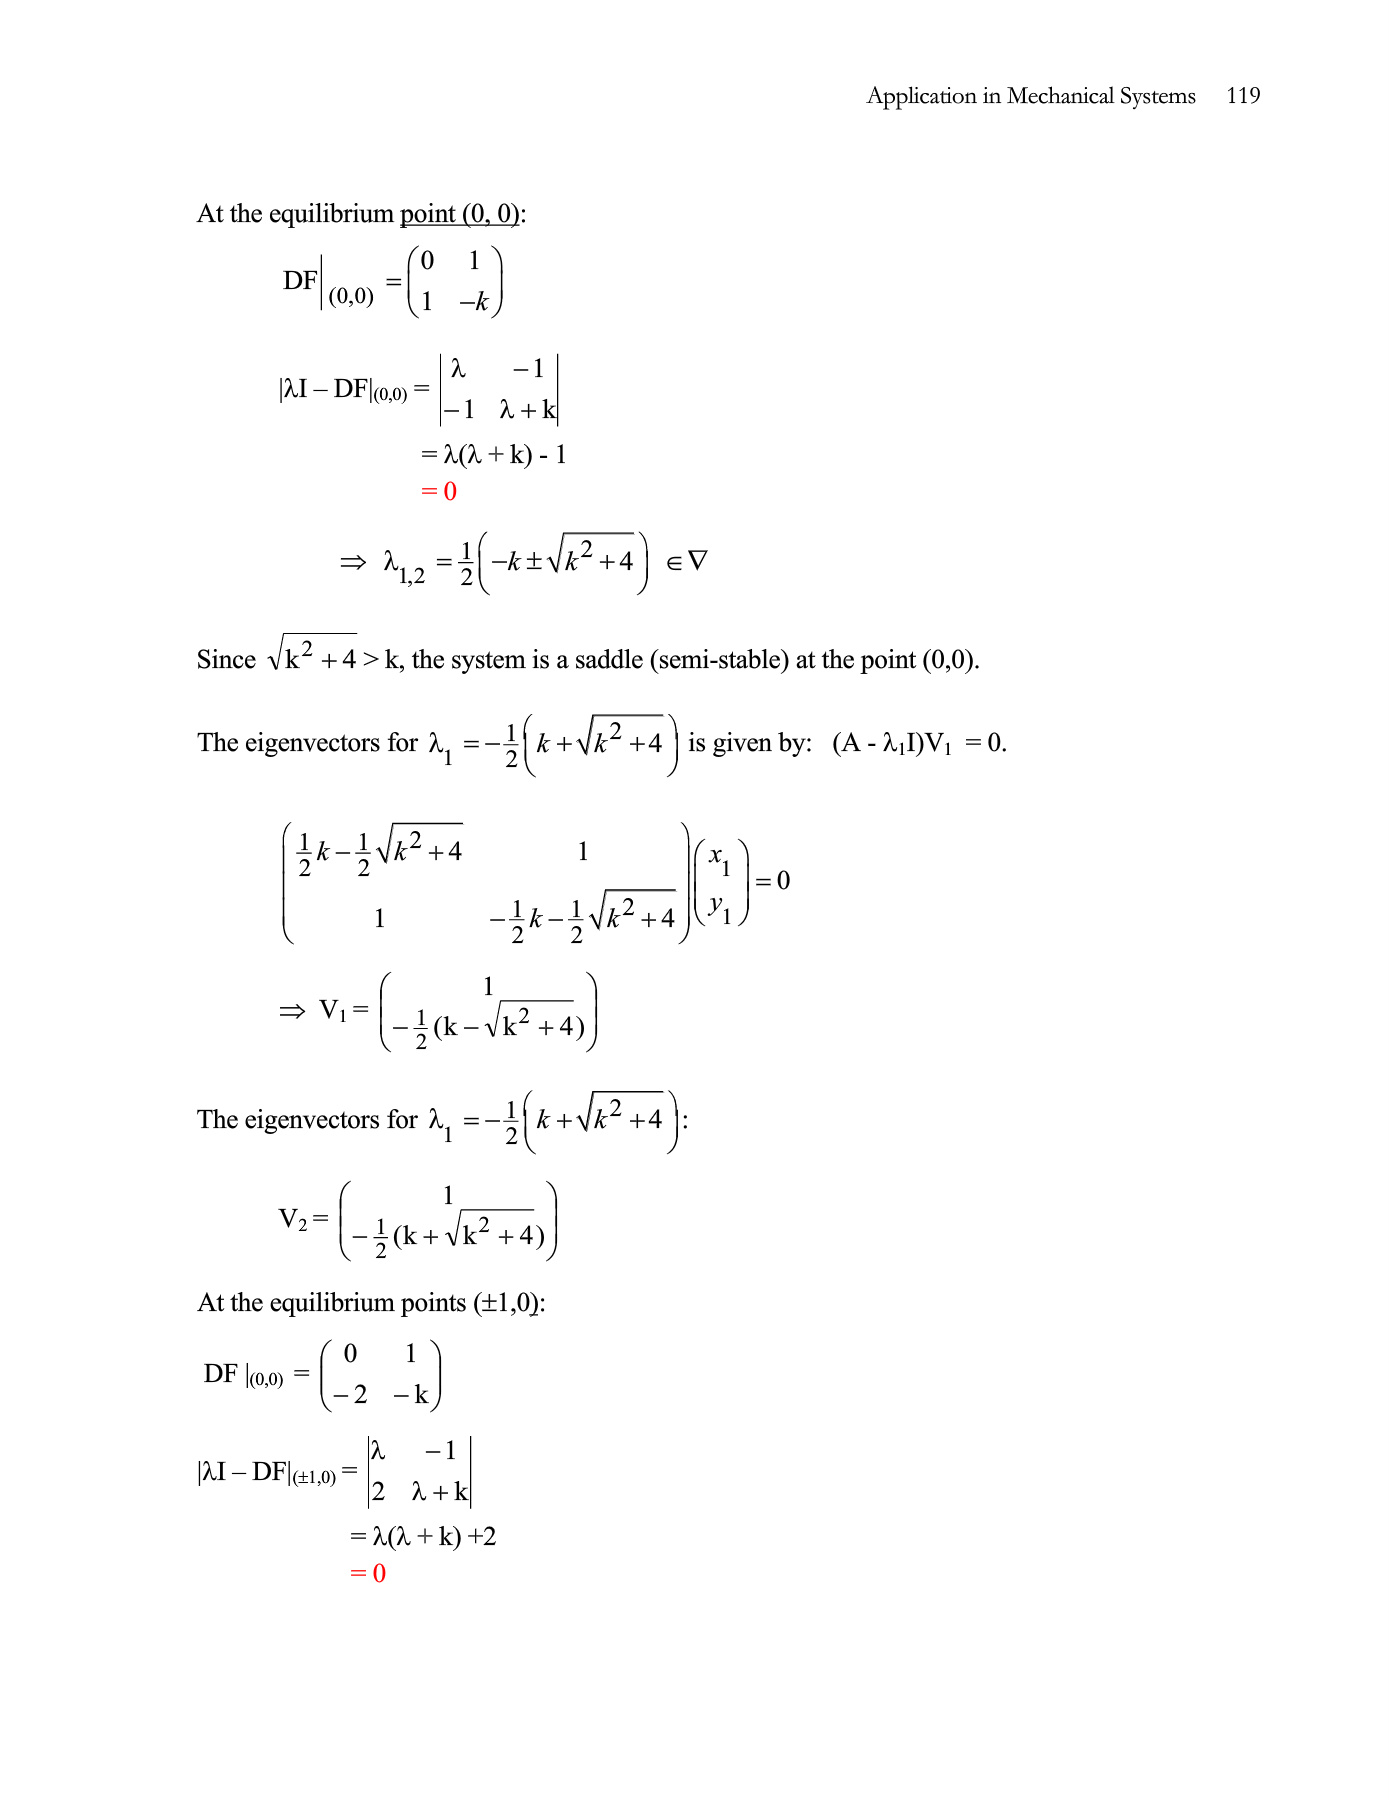 Application in Mechanical Systems 119
At the equilibrium point (0, 0):
DF|(0,0) = ( 0 1 ; 1 −k )
|λI – DF|(0,0) = | λ −1 ; −1 λ + k |
= λ(λ + k) - 1
= 0
⇒ λ1,2 = 1/2 ( −k ± √(k² + 4) ) ∈ ∇
Since √(k² + 4) > k, the system is a saddle (semi-stable) at the point (0,0).
The eigenvectors for λ1 = −1/2 ( k + √(k² + 4) ) is given by: (A - λ1I)V1 = 0.
( 1/2 k − 1/2 √(k² + 4) 1 ; 1 −1/2 k − 1/2 √(k² + 4) ) ( x1 ; y1 ) = 0
⇒ V1 = ( 1 ; −1/2 (k − √(k² + 4)) )
The eigenvectors for λ1 = −1/2 ( k + √(k² + 4) ):
V2 = ( 1 ; −1/2 (k + √(k² + 4)) )
At the equilibrium points (±1,0):
DF |(0,0) = ( 0 1 ; −2 −k )
|λI – DF|(±1,0) = | λ −1 ; 2 λ + k |
= λ(λ + k) +2
= 0